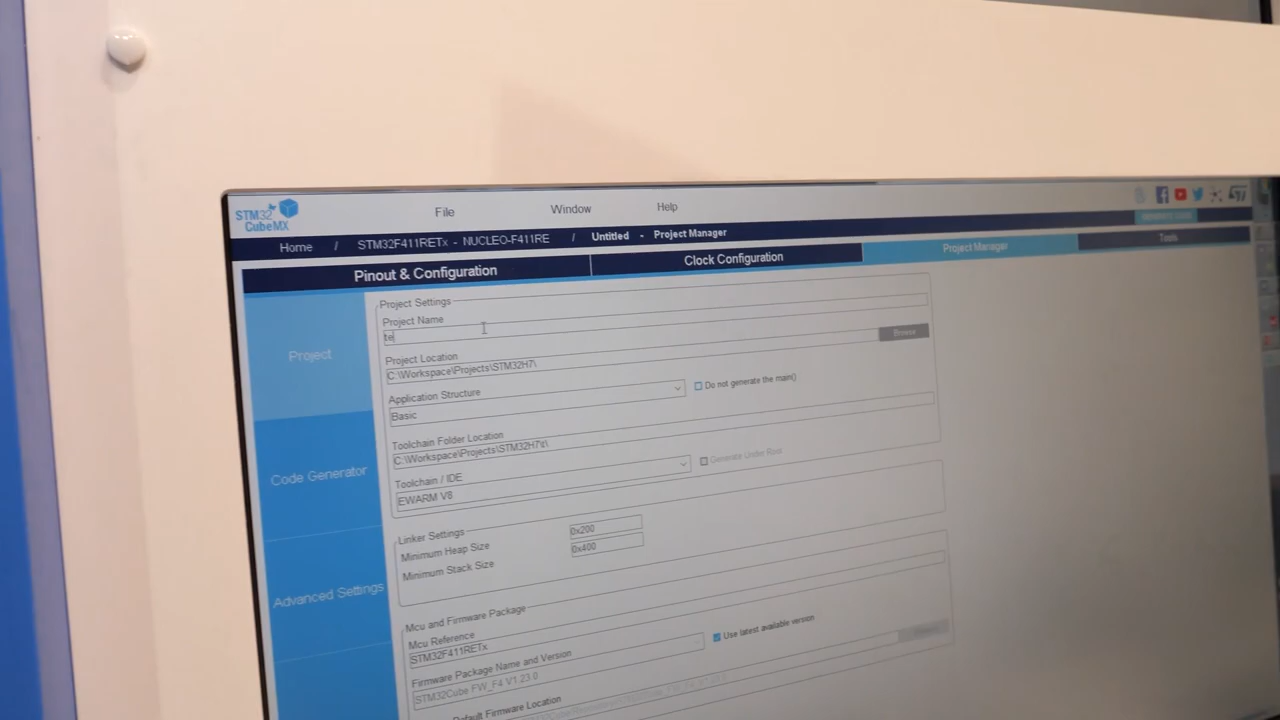 STM32
CubeMX
File Window Help
Home / STM32F411RETx - NUCLEO-F411RE / Untitled - Project Manager
Pinout & Configuration Clock Configuration Project Manager Tools
Project
Code Generator
Advanced Settings
Project Settings
Project Name
te
Project Location
C:\Workspace\Projects\STM32H7\
Browse
Application Structure
Basic
Do not generate the main()
Toolchain Folder Location
C:\Workspace\Projects\STM32H7\t\
Toolchain / IDE
EWARM V8
Generate Under Root
Linker Settings
Minimum Heap Size 0x200
Minimum Stack Size 0x400
Mcu and Firmware Package
Mcu Reference
STM32F411RETx
Firmware Package Name and Version
STM32Cube FW_F4 V1.23.0
Use latest available version
Default Firmware Location